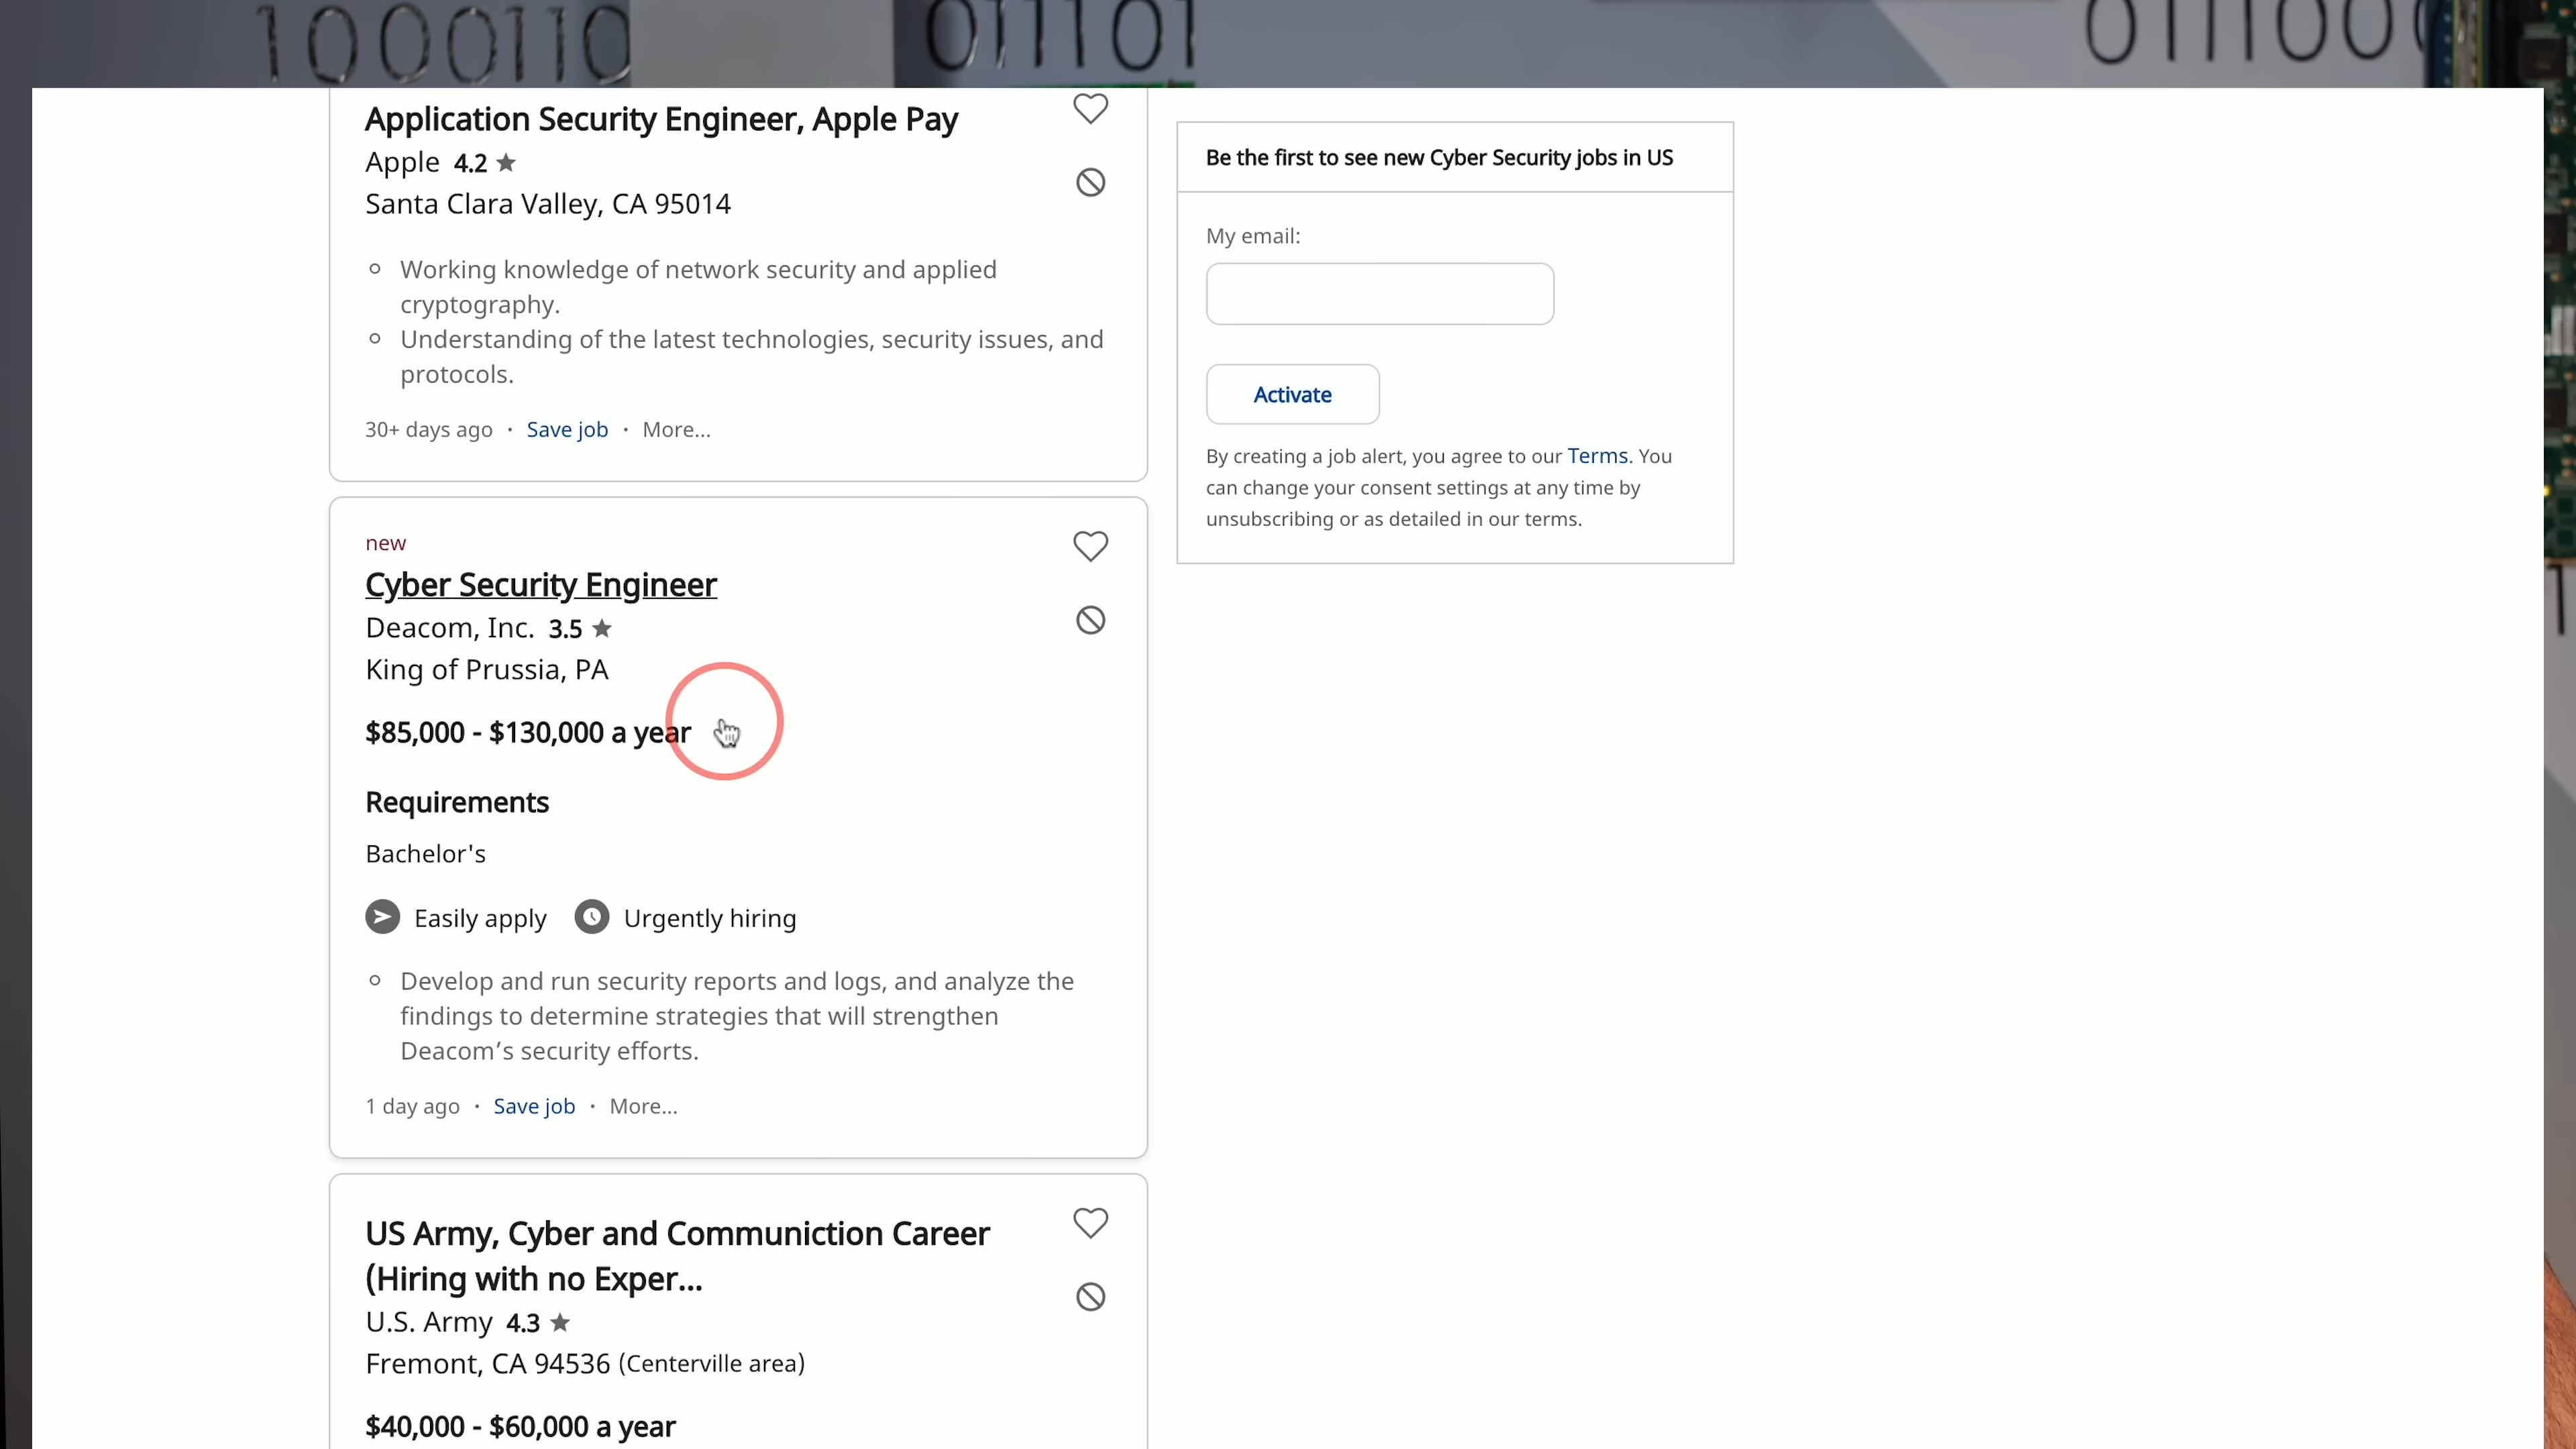 1000110
011101
011100
Application Security Engineer, Apple Pay
Apple 4.2 ★
Santa Clara Valley, CA 95014
Working knowledge of network security and applied
cryptography.
Understanding of the latest technologies, security issues, and
protocols.
30+ days ago · Save job · More...
Be the first to see new Cyber Security jobs in US
My email:
Activate
By creating a job alert, you agree to our Terms. You
can change your consent settings at any time by
unsubscribing or as detailed in our terms.
new
Cyber Security Engineer
Deacom, Inc. 3.5 ★
King of Prussia, PA
$85,000 - $130,000 a year
Requirements
Bachelor's
Easily apply Urgently hiring
Develop and run security reports and logs, and analyze the
findings to determine strategies that will strengthen
Deacom’s security efforts.
1 day ago · Save job · More...
US Army, Cyber and Communiction Career
(Hiring with no Exper...
U.S. Army 4.3 ★
Fremont, CA 94536 (Centerville area)
$40,000 - $60,000 a year